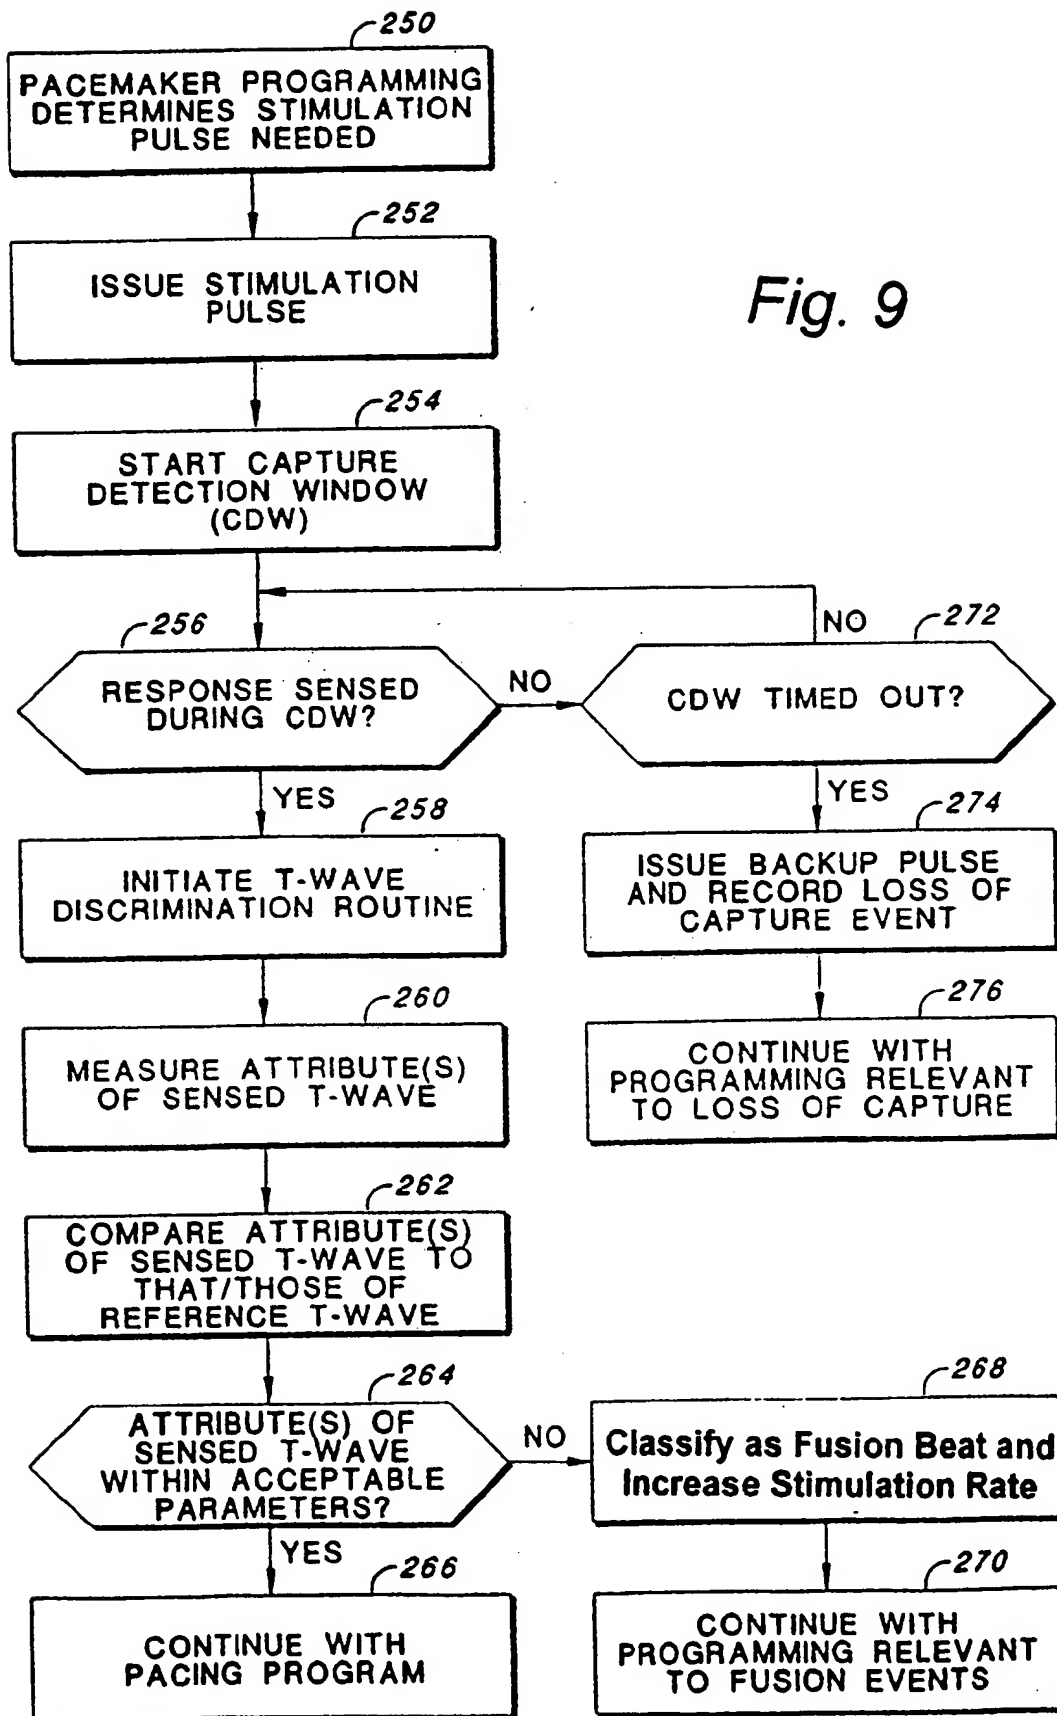 250
PACEMAKER PROGRAMMING
DETERMINES STIMULATION
PULSE NEEDED
252
ISSUE STIMULATION
PULSE
Fig. 9
254
START CAPTURE
DETECTION WINDOW
(CDW)
256
RESPONSE SENSED
DURING CDW?
NO
NO
272
CDW TIMED OUT?
YES
258
INITIATE T-WAVE
DISCRIMINATION ROUTINE
YES
274
ISSUE BACKUP PULSE
AND RECORD LOSS OF
CAPTURE EVENT
260
MEASURE ATTRIBUTE(S)
OF SENSED T-WAVE
276
CONTINUE WITH
PROGRAMMING RELEVANT
TO LOSS OF CAPTURE
262
COMPARE ATTRIBUTE(S)
OF SENSED T-WAVE TO
THAT/THOSE OF
REFERENCE T-WAVE
264
ATTRIBUTE(S) OF
SENSED T-WAVE
WITHIN ACCEPTABLE
PARAMETERS?
NO
268
Classify as Fusion Beat and
Increase Stimulation Rate
YES
266
CONTINUE WITH
PACING PROGRAM
270
CONTINUE WITH
PROGRAMMING RELEVANT
TO FUSION EVENTS